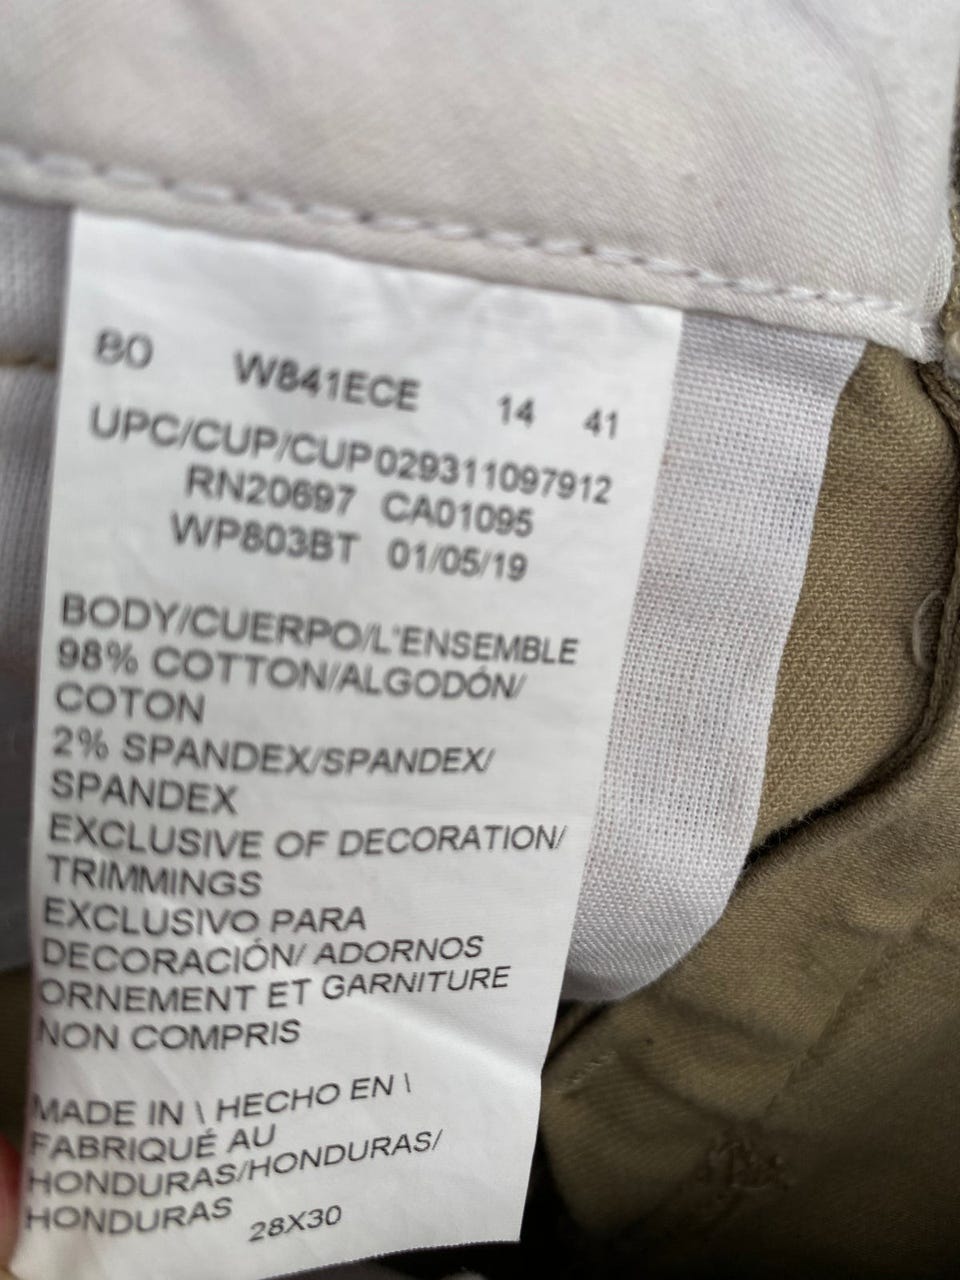 80 W841ECE 14 41
UPC/CUP/CUP029311097912
RN20697 CA01095
WP803BT 01/05/19
BODY/CUERPO/L'ENSEMBLE
98% COTTON/ALGODÓN/
COTON
2% SPANDEX/SPANDEX/
SPANDEX
EXCLUSIVE OF DECORATION/
TRIMMINGS
EXCLUSIVO PARA
DECORACIÓN/ ADORNOS
ORNEMENT ET GARNITURE
NON COMPRIS
MADE IN \ HECHO EN \
FABRIQUÉ AU
HONDURAS/HONDURAS/
HONDURAS 28X30